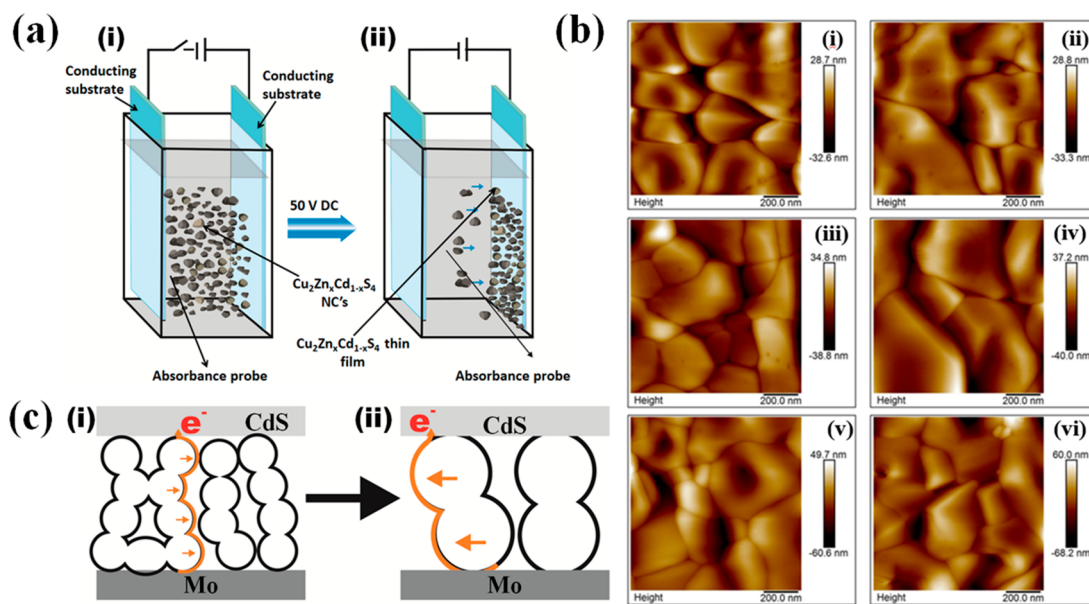 (a)
(i)
(ii)
Conducting
substrate
Conducting
substrate
50 V DC
Cu₂ZnₓCd₁₋ₓS₄
NC's
Cu₂ZnₓCd₁₋ₓS₄ thin
film
Absorbance probe
Absorbance probe
(b)
(i)
28.7 nm
-32.6 nm
Height
200.0 nm
(ii)
28.8 nm
-33.3 nm
Height
200.0 nm
(iii)
34.8 nm
-38.8 nm
Height
200.0 nm
(iv)
37.2 nm
-40.0 nm
Height
200.0 nm
(v)
49.7 nm
-60.6 nm
Height
200.0 nm
(vi)
60.0 nm
-68.2 nm
Height
200.0 nm
(c)
(i)
e⁻
CdS
Mo
(ii)
e⁻
CdS
Mo